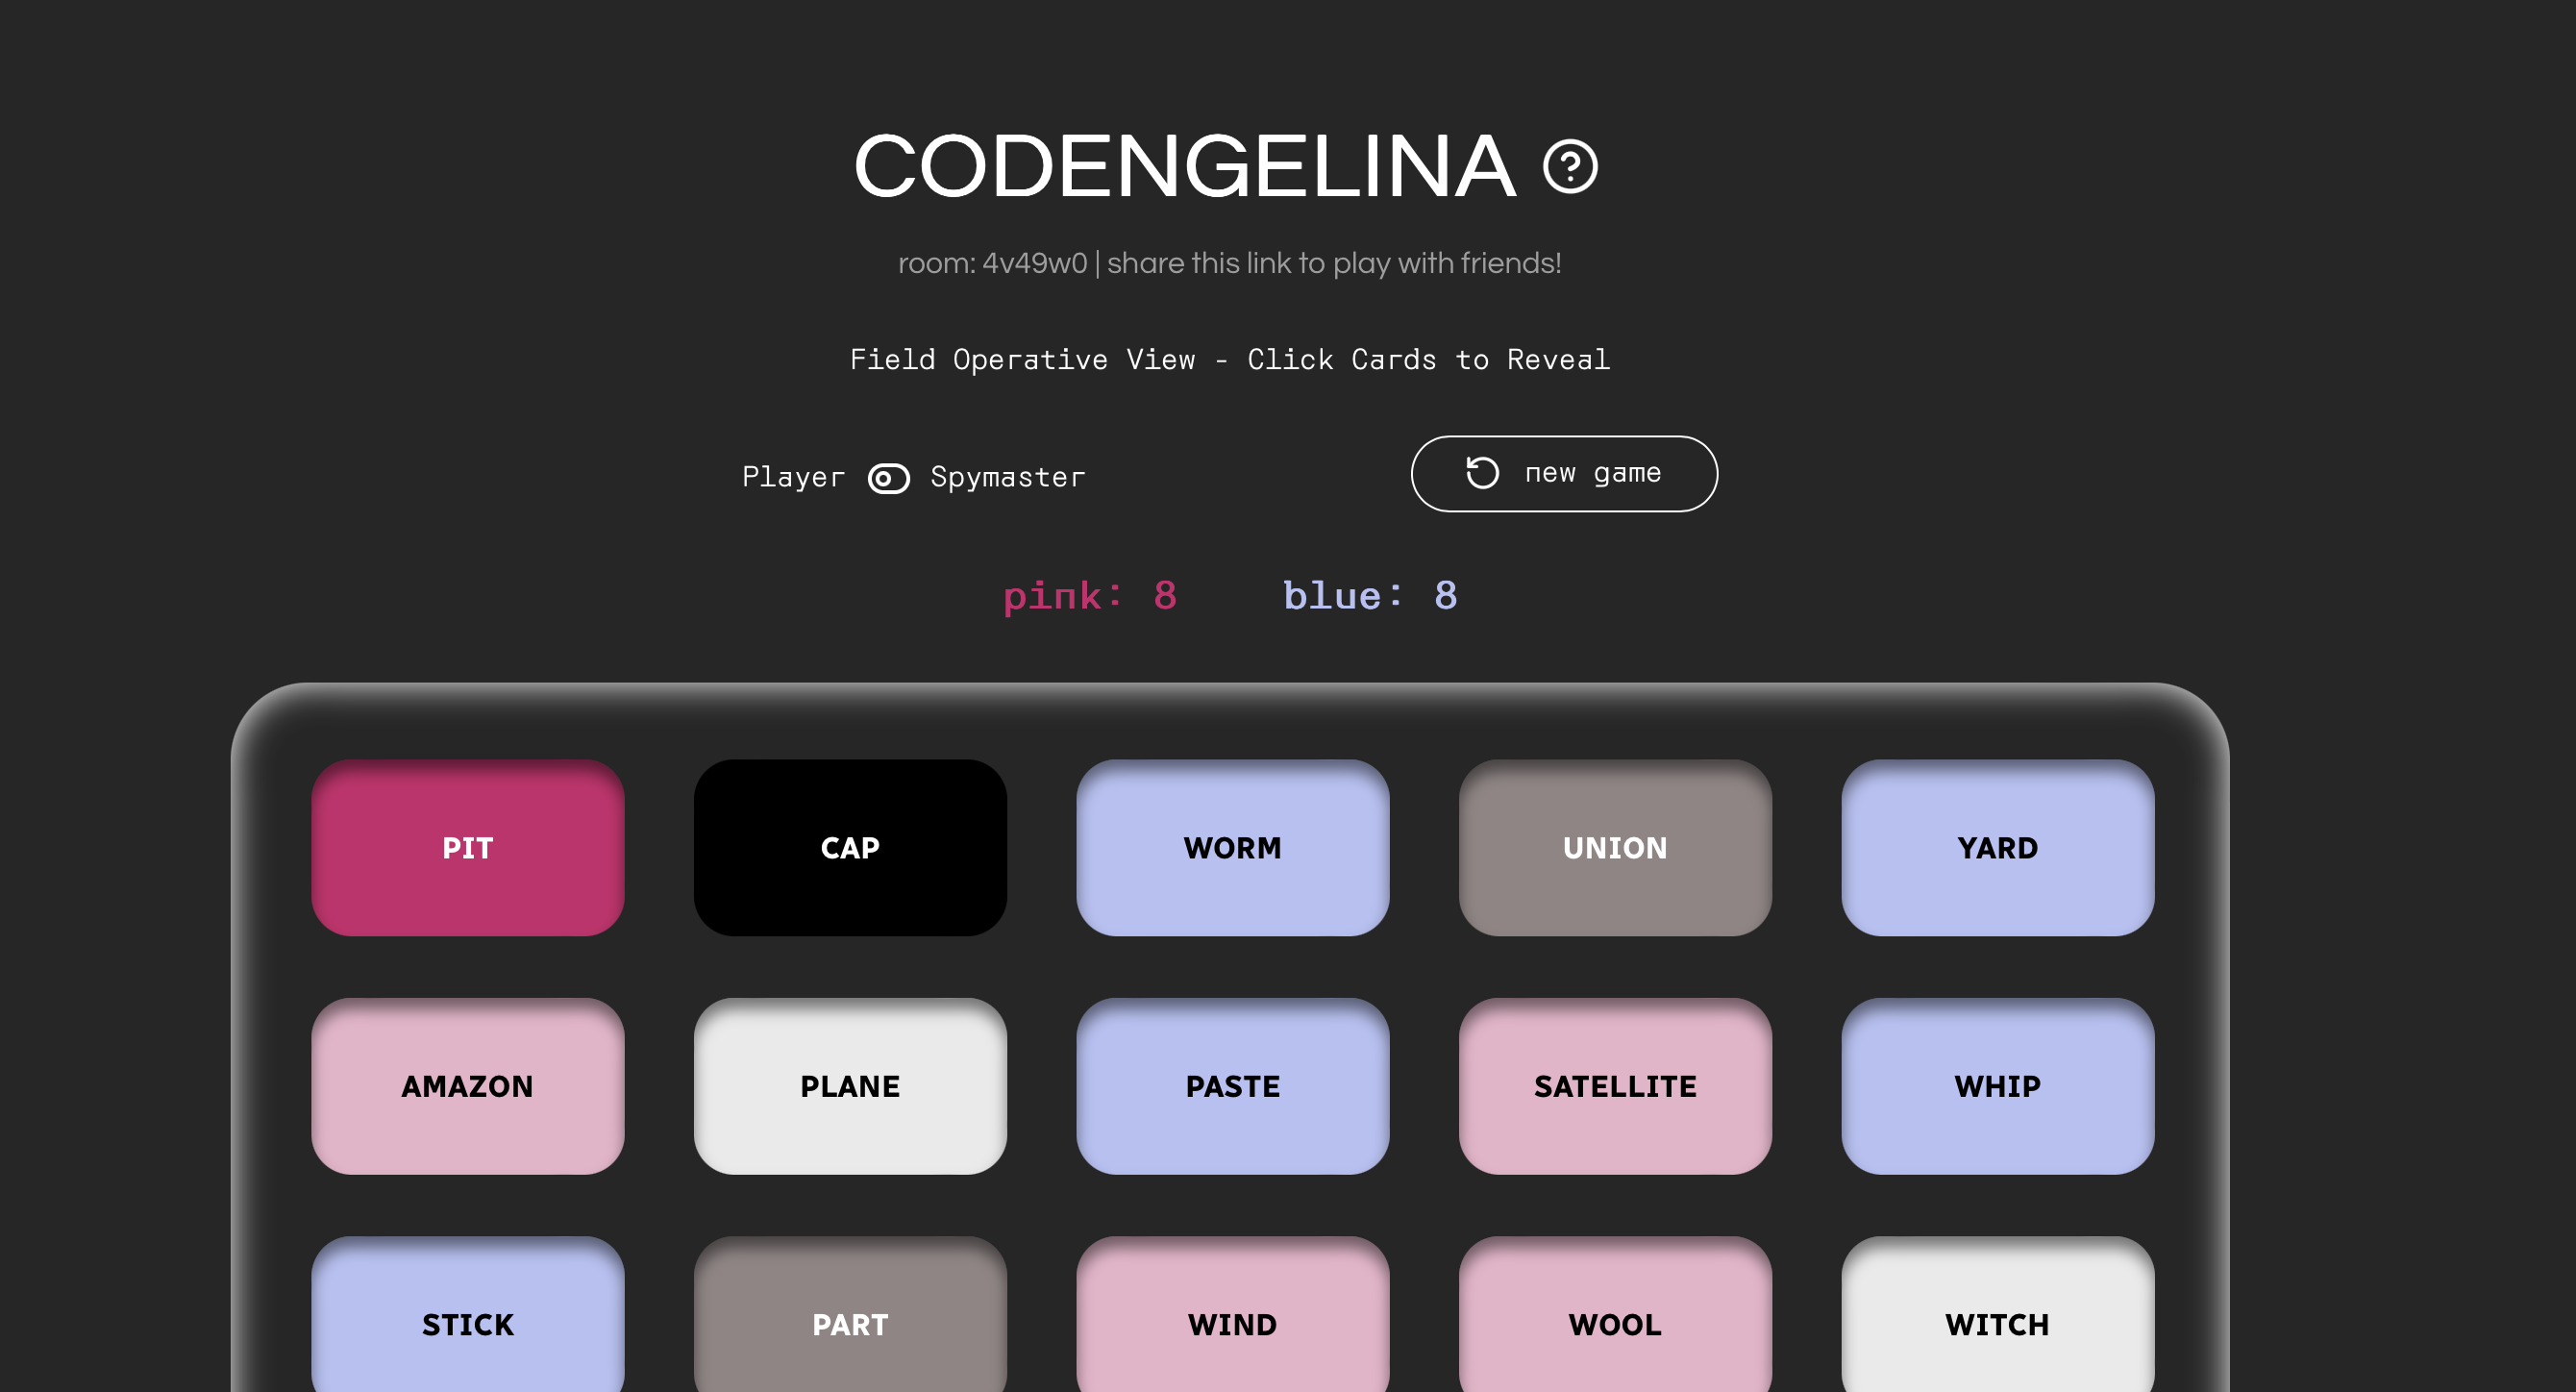 CODENGELINA
room: 4v49w0 | share this link to play with friends!
Field Operative View - Click Cards to Reveal
Player Spymaster new game
pink: 8 blue: 8
PIT CAP WORM UNION YARD
AMAZON PLANE PASTE SATELLITE WHIP
STICK PART WIND WOOL WITCH